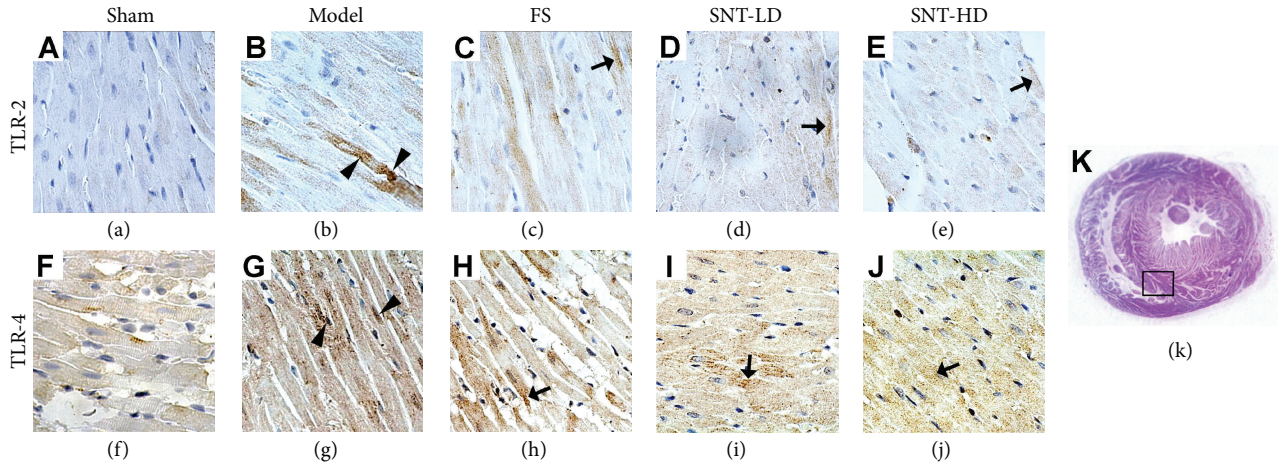 Sham Model FS SNT-LD SNT-HD
TLR-2
A B C D E
(a) (b) (c) (d) (e)
TLR-4
F G H I J
(f) (g) (h) (i) (j)
K
(k)